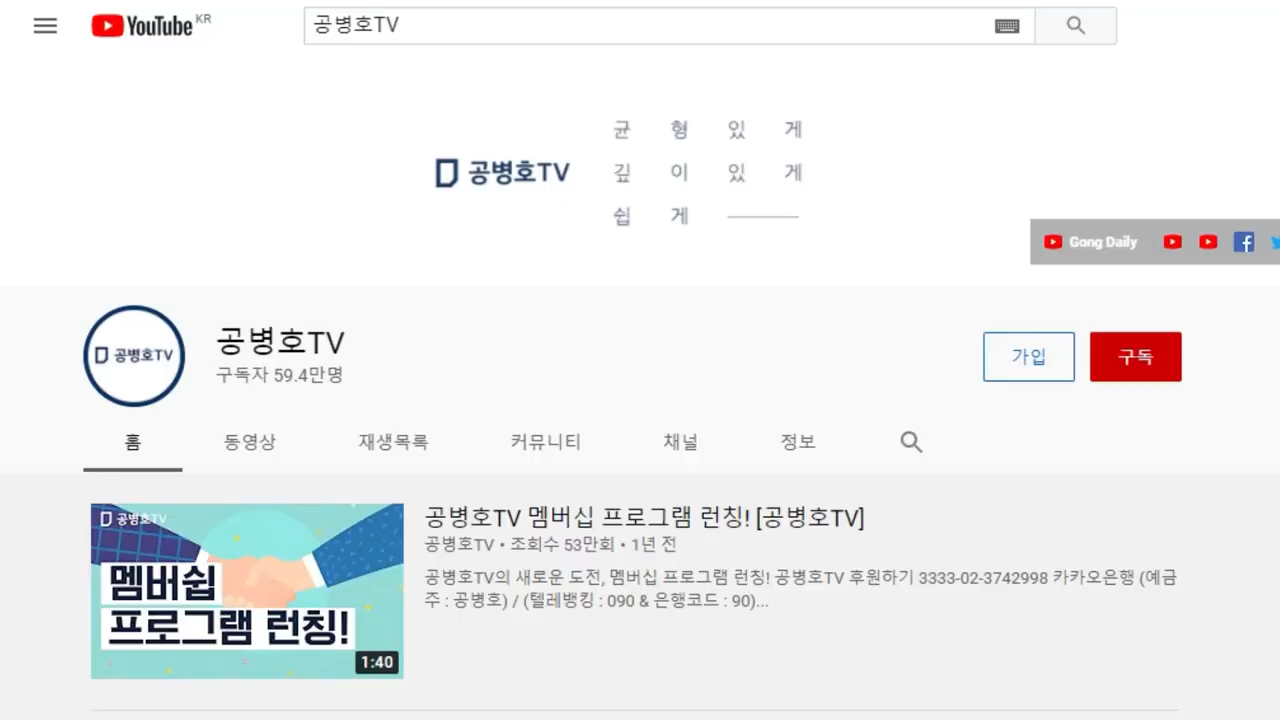 YouTube KR
공병호TV
균 형 있 게
공병호TV
깊 이 있 게
쉽 게
Gong Daily
공병호TV
공병호TV
구독자 59.4만명
가입
구독
홈
동영상
재생목록
커뮤니티
채널
정보
공병호TV
멤버쉽
프로그램 런칭!
1:40
공병호TV 멤버십 프로그램 런칭! [공병호TV]
공병호TV • 조회수 53만회 • 1년 전
공병호TV의 새로운 도전, 멤버십 프로그램 런칭! 공병호TV 후원하기 3333-02-3742998 카카오은행 (예금
주 : 공병호) / (텔레뱅킹 : 090 & 은행코드 : 90)...